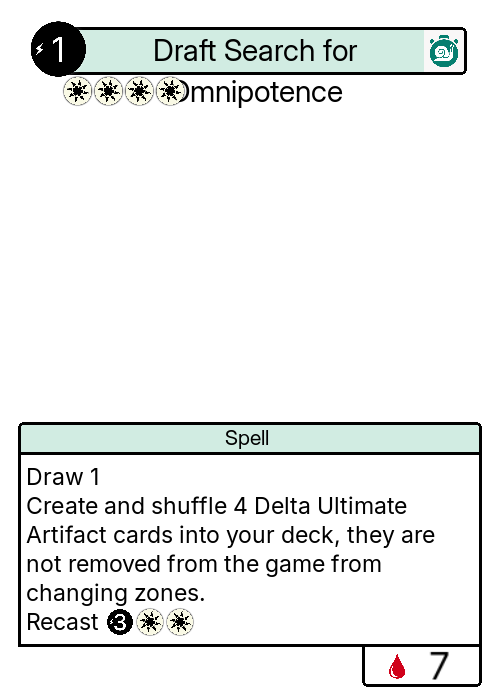 1
Draft Search for
Omnipotence
Spell
Draw 1
Create and shuffle 4 Delta Ultimate
Artifact cards into your deck, they are
not removed from the game from
changing zones.
Recast 3
7